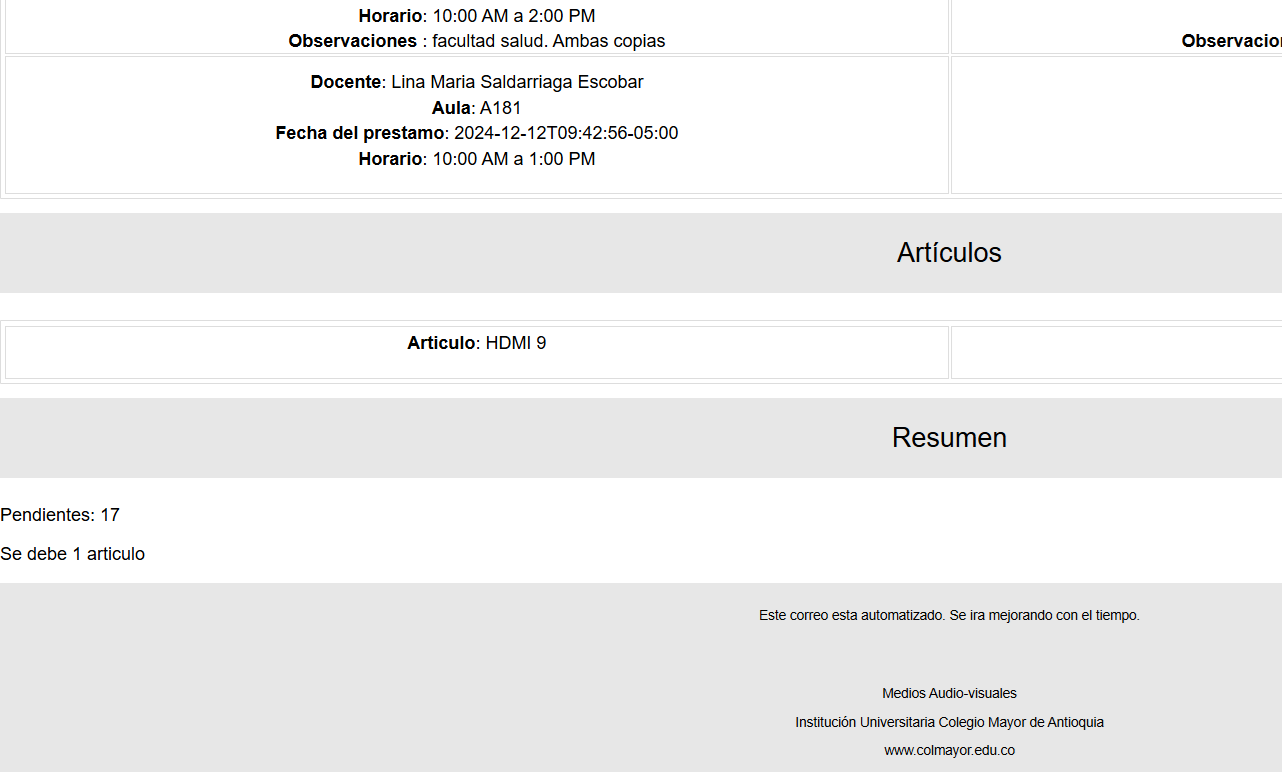 Horario: 10:00 AM a 2:00 PM
Observaciones : facultad salud. Ambas copias
Observacion
Docente: Lina Maria Saldarriaga Escobar
Aula: A181
Fecha del prestamo: 2024-12-12T09:42:56-05:00
Horario: 10:00 AM a 1:00 PM
Artículos
Articulo: HDMI 9
Resumen
Pendientes: 17
Se debe 1 articulo
Este correo esta automatizado. Se ira mejorando con el tiempo.
Medios Audio-visuales
Institución Universitaria Colegio Mayor de Antioquia
www.colmayor.edu.co